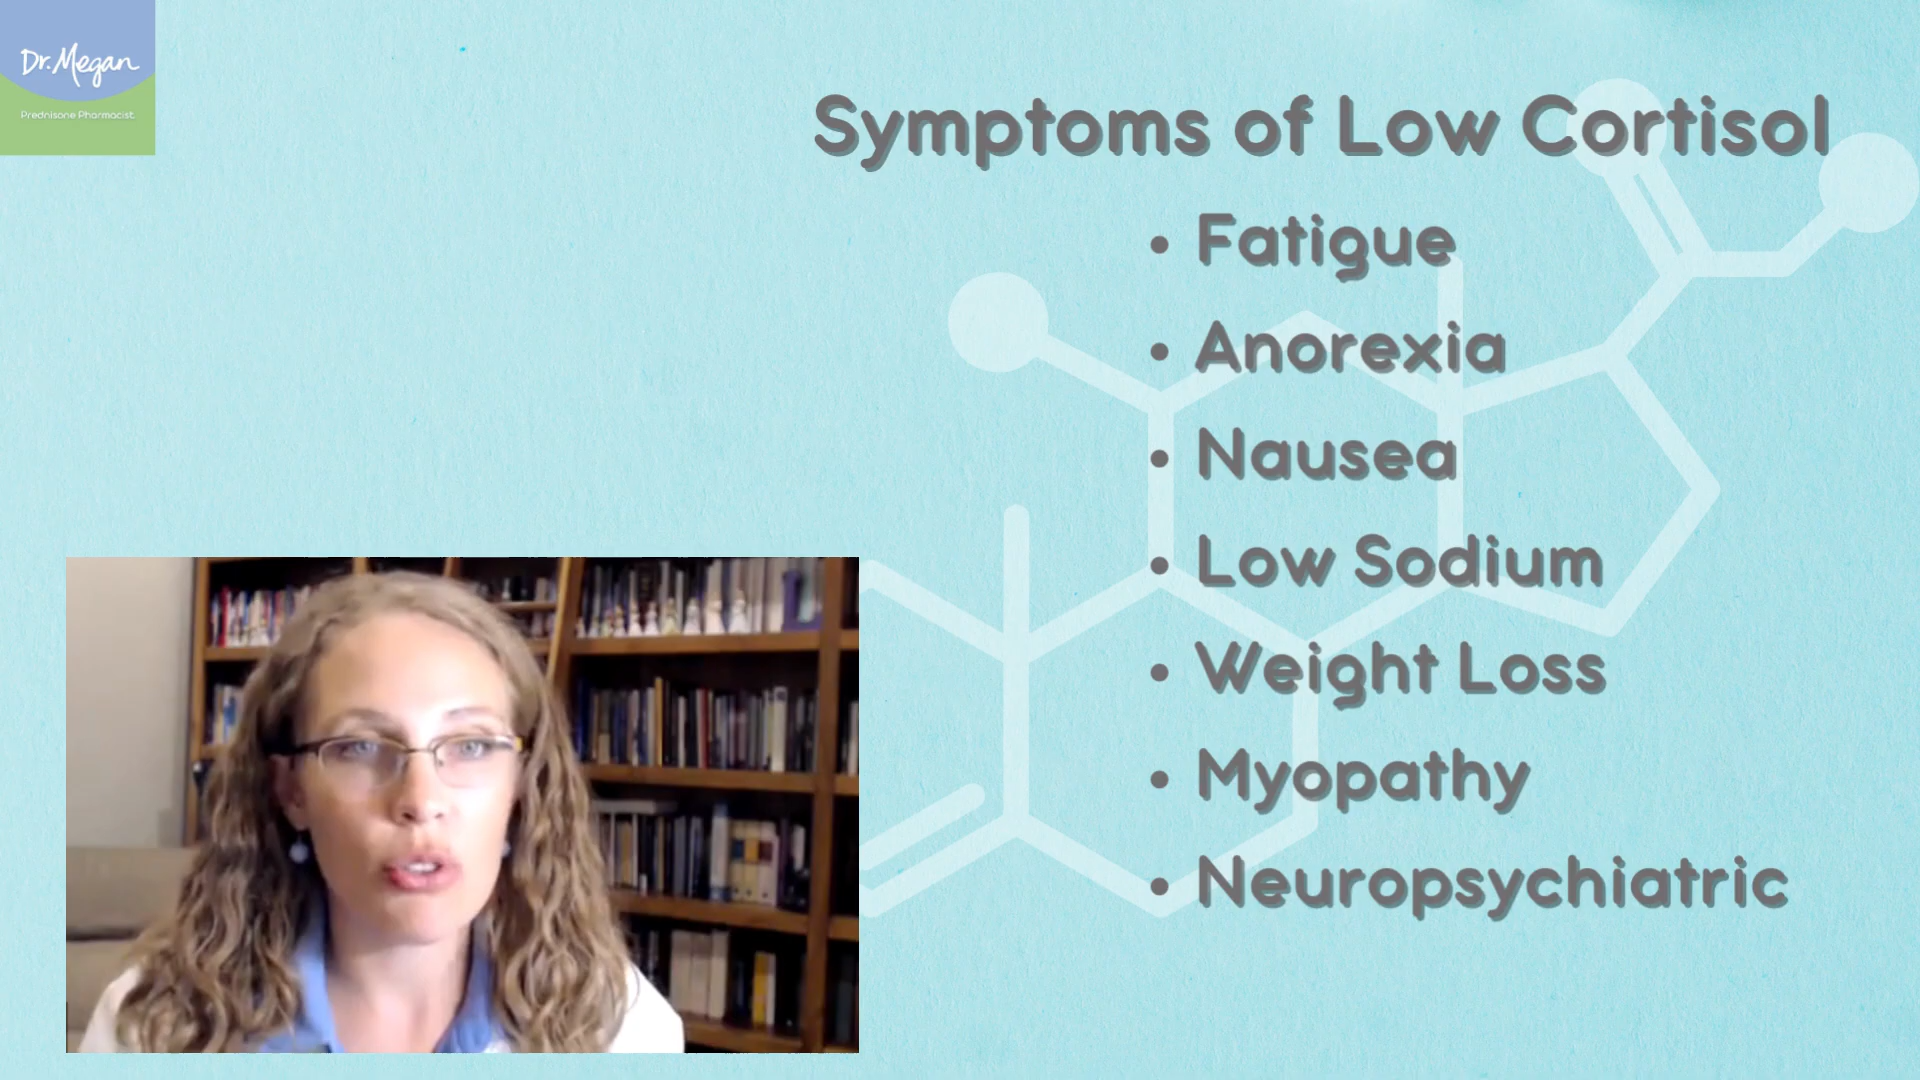 Dr. Megan
Prednisone Pharmacist
Symptoms of Low Cortisol
• Fatigue
• Anorexia
• Nausea
• Low Sodium
• Weight Loss
• Myopathy
• Neuropsychiatric